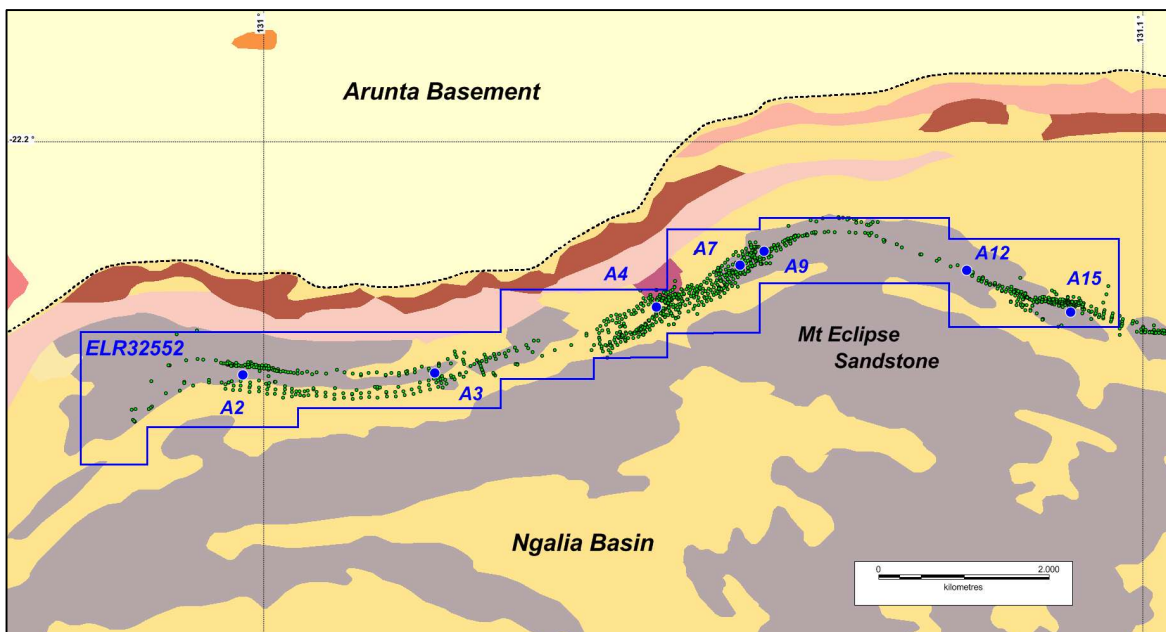 131 °
131.1 °
Arunta Basement
-22.2 °
A7
A4
A9
A12
A15
ELR32552
Mt Eclipse
Sandstone
A2
A3
Ngalia Basin
0
2.000
kilometres